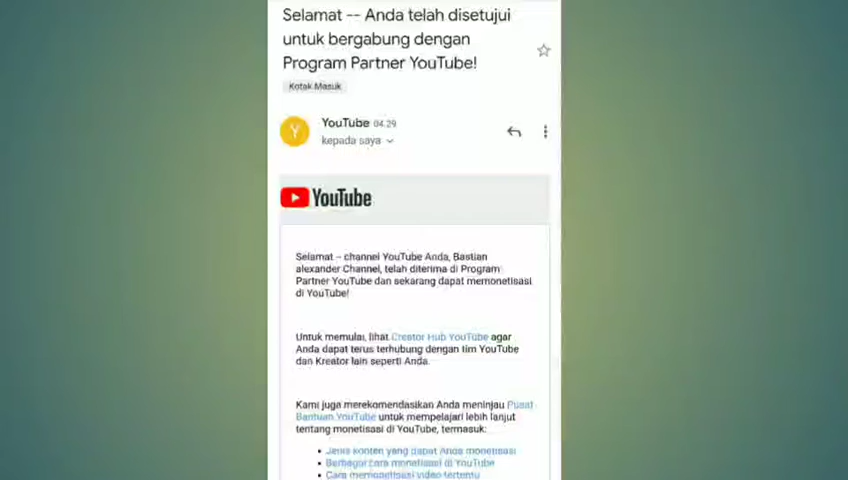 Selamat -- Anda telah disetujui
untuk bergabung dengan
Program Partner YouTube!
Kotak Masuk
YouTube 04.29
kepada saya
Y
YouTube
Selamat – channel YouTube Anda, Bastian
alexander Channel, telah diterima di Program
Partner YouTube dan sekarang dapat memonetisasi
di YouTube!
Untuk memulai, lihat Creator Hub YouTube agar
Anda dapat terus terhubung dengan tim YouTube
dan Kreator lain seperti Anda.
Kami juga merekomendasikan Anda meninjau Pusat
Bantuan YouTube untuk mempelajari lebih lanjut
tentang monetisasi di YouTube, termasuk:
• Jenis konten yang dapat Anda monetisasi
• Berbagai cara monetisasi di YouTube
• Cara memonetisasi video tertentu